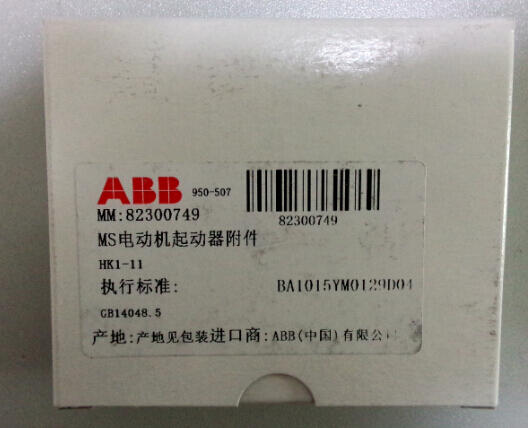 ABB 950-507
MM:82300749 82300749
MS电动机起动器附件
HK1-11
执行标准: BA1015YM0129D04
GB14048.5
产地:产地见包装进口商:ABB(中国)有限公